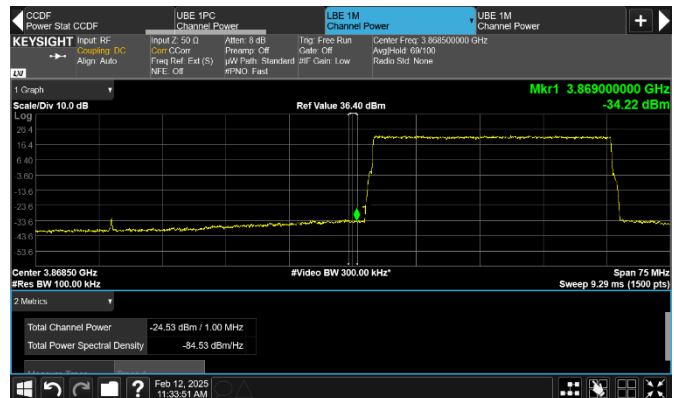 CCDF
Power Stat CCDF
UBE 1PC
Channel Power
LBE 1M
Channel Power
UBE 1M
Channel Power
KEYSIGHT
Input: RF
Coupling: DC
Align: Auto
LXI
Input Z: 50 Ω
Corr CCorr
Freq Ref: Ext (S)
NFE: Off
Atten: 8 dB
Preamp: Off
µW Path: Standard
#PNO: Fast
Trig: Free Run
Gate: Off
#IF Gain: Low
Center Freq: 3.868500000 GHz
Avg|Hold: 69/100
Radio Std: None
1 Graph
Mkr1 3.869000000 GHz
-34.22 dBm
Scale/Div 10.0 dB
Ref Value 36.40 dBm
Log
26.4
16.4
6.40
-3.60
-13.6
-23.6
-33.6
-43.6
-53.6
Center 3.86850 GHz
#Video BW 300.00 kHz*
Span 75 MHz
#Res BW 100.00 kHz
Sweep 9.29 ms (1500 pts)
2 Metrics
Total Channel Power -24.53 dBm / 1.00 MHz
Total Power Spectral Density -84.53 dBm/Hz
Feb 12, 2025
11:33:51 AM